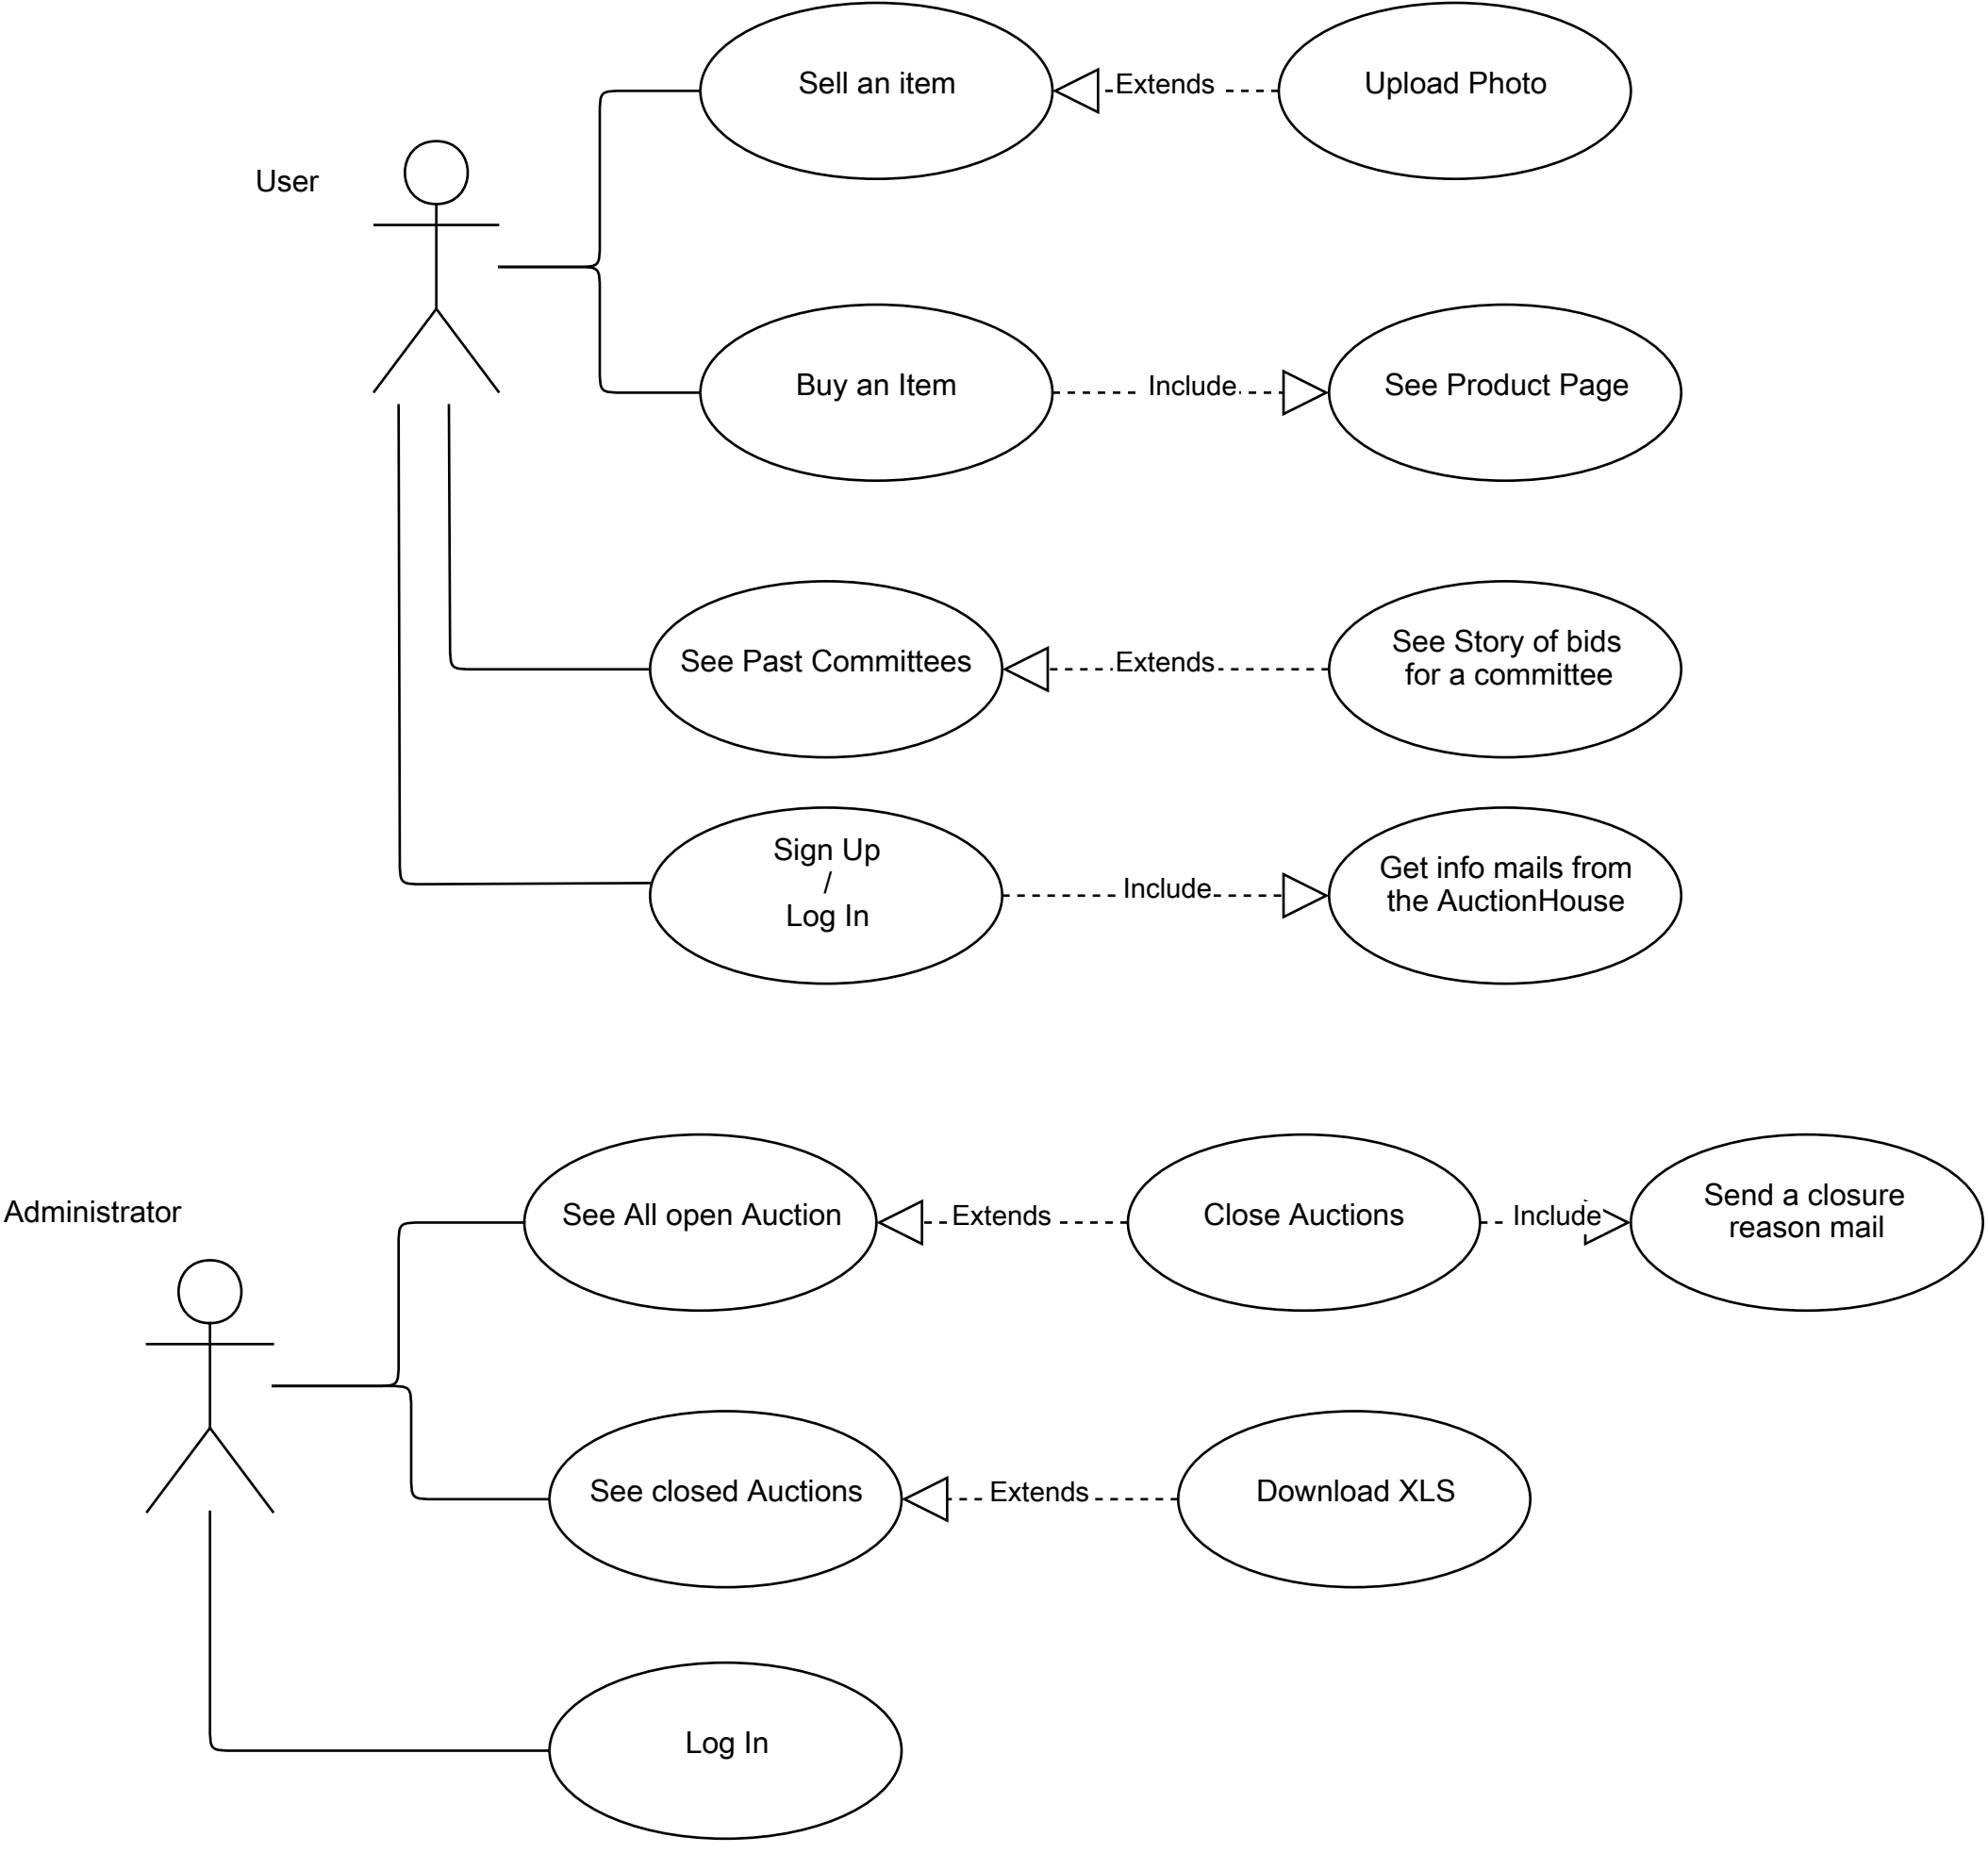 Sell an item
Extends
Upload Photo
User
Buy an Item
Include
See Product Page
See Past Committees
Extends
See Story of bids
for a committee
Sign Up
/
Log In
Include
Get info mails from
the AuctionHouse
Administrator
See All open Auction
Extends
Close Auctions
Include
Send a closure
reason mail
See closed Auctions
Extends
Download XLS
Log In